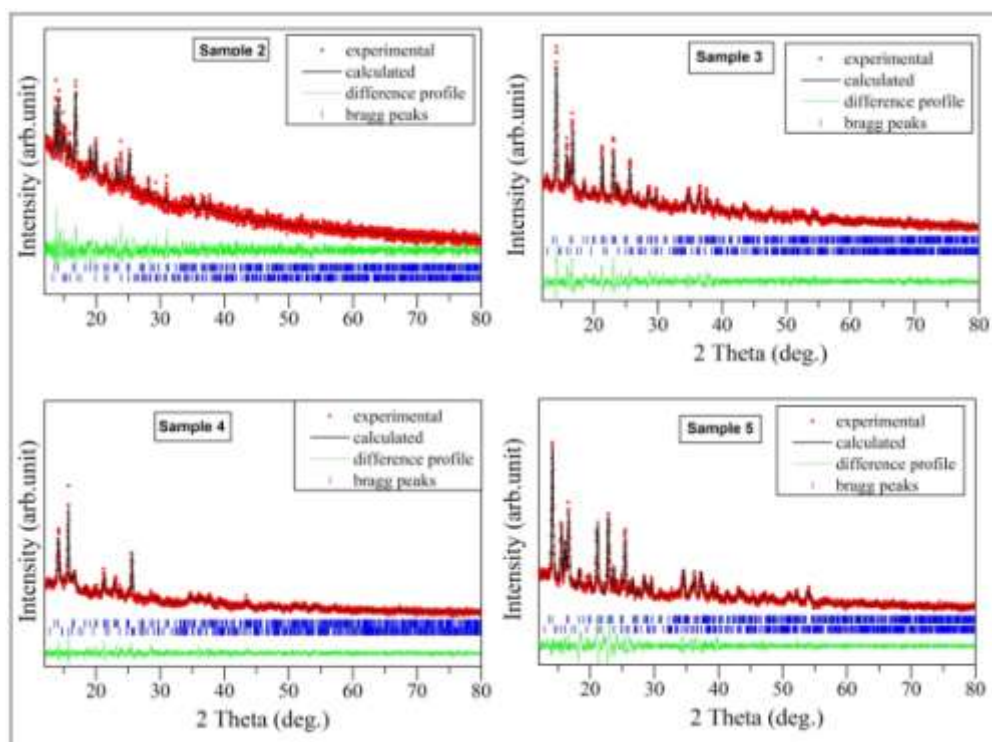 Sample 2
experimental
calculated
difference profile
bragg peaks
Intensity (arb.unit)
20 30 40 50 60 70 80
2 Theta (deg.)
Sample 3
experimental
calculated
difference profile
bragg peaks
Intensity (arb.unit)
20 30 40 50 60 70 80
2 Theta (deg.)
Sample 4
experimental
calculated
difference profile
bragg peaks
Intensity (arb.unit)
20 30 40 50 60 70 80
2 Theta (deg.)
Sample 5
experimental
calculated
difference profile
bragg peaks
Intensity (arb.unit)
20 30 40 50 60 70 80
2 Theta (deg.)